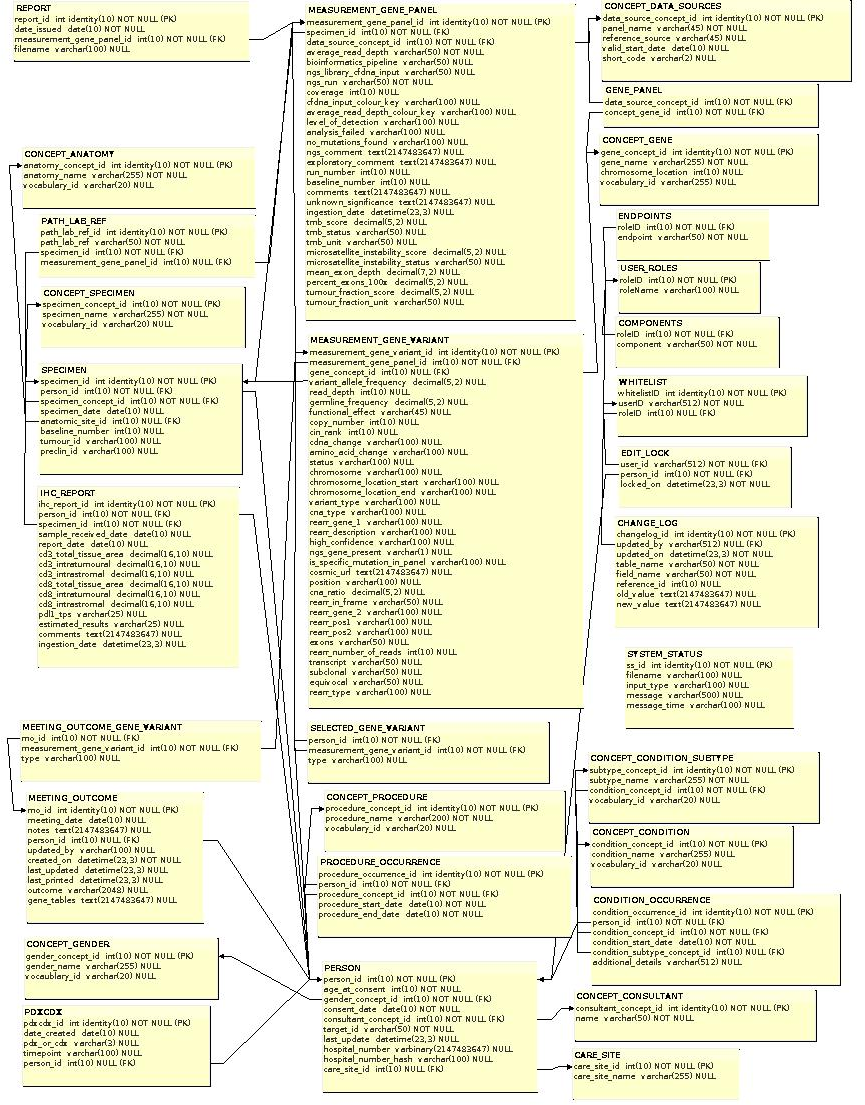 REPORT
report_id int identity(10) NOT NULL (PK)
date_issued date(10) NOT NULL
measurement_gene_panel_id int(10) NOT NULL (FK)
filename varchar(100) NULL
CONCEPT_ANATOMY
anatomy_concept_id int identity(10) NOT NULL (PK)
anatomy_name varchar(255) NOT NULL
vocabulary_id varchar(20) NULL
PATH_LAB_REF
path_lab_ref_id int identity(10) NOT NULL (PK)
path_lab_ref varchar(50) NOT NULL
specimen_id int(10) NOT NULL (FK)
measurement_gene_panel_id int(10) NULL (FK)
CONCEPT_SPECIMEN
specimen_concept_id int(10) NOT NULL (PK)
specimen_name varchar(255) NOT NULL
vocabulary_id varchar(20) NULL
SPECIMEN
specimen_id int identity(10) NOT NULL (PK)
person_id int(10) NOT NULL (FK)
specimen_concept_id int(10) NOT NULL (FK)
specimen_date date(10) NULL
anatomic_site_id int(10) NOT NULL (FK)
baseline_number int(10) NULL
tumour_id varchar(100) NULL
preclin_id varchar(100) NULL
IHC_REPORT
ihc_report_id int identity(10) NOT NULL (PK)
person_id int(10) NOT NULL (FK)
specimen_id int(10) NOT NULL (FK)
sample_received_date date(10) NULL
report_date date(10) NULL
cd3_total_tissue_area decimal(16,10) NULL
cd3_intratumoural decimal(16,10) NULL
cd3_intrastromal decimal(16,10) NULL
cd8_total_tissue_area decimal(16,10) NULL
cd8_intratumoural decimal(16,10) NULL
cd8_intrastromal decimal(16,10) NULL
pdl1_tps varchar(25) NULL
estimated_results varchar(25) NULL
comments text(2147483647) NULL
ingestion_date datetime(23,3) NULL
MEETING_OUTCOME_GENE_VARIANT
mo_id int(10) NOT NULL (FK)
measurement_gene_variant_id int(10) NOT NULL (FK)
type varchar(100) NULL
MEETING_OUTCOME
mo_id int identity(10) NOT NULL (PK)
meeting_date date(10) NULL
notes text(2147483647) NULL
person_id int(10) NULL (FK)
updated_by varchar(100) NULL
created_on datetime(23,3) NOT NULL
last_updated datetime(23,3) NULL
last_printed datetime(23,3) NULL
outcome varchar(2048) NULL
gene_tables text(2147483647) NULL
CONCEPT_GENDER
gender_concept_id int(10) NOT NULL (PK)
gender_name varchar(255) NULL
vocaublary_id varchar(20) NULL
PDXCDX
pdxcdx_id int identity(10) NOT NULL (PK)
date_created date(10) NULL
pdx_or_cdx varchar(3) NULL
timepoint varchar(100) NULL
person_id int(10) NULL (FK)
MEASUREMENT_GENE_PANEL
measurement_gene_panel_id int identity(10) NOT NULL (PK)
specimen_id int(10) NOT NULL (FK)
data_source_concept_id int(10) NOT NULL (FK)
average_read_depth varchar(50) NULL
bioinformatics_pipeline varchar(50) NULL
ngs_library_cfdna_input varchar(50) NULL
ngs_run varchar(50) NOT NULL
coverage int(10) NULL
cfdna_input_colour_key varchar(100) NULL
average_read_depth_colour_key varchar(100) NULL
level_of_detection varchar(100) NULL
analysis_failed varchar(100) NULL
no_mutations_found varchar(100) NULL
ngs_comment text(2147483647) NULL
exploratory_comment text(2147483647) NULL
run_number int(10) NULL
baseline_number int(10) NULL
comments text(2147483647) NULL
unknown_significance text(2147483647) NULL
ingestion_date datetime(23,3) NULL
tmb_score decimal(5,2) NULL
tmb_status varchar(50) NULL
tmb_unit varchar(50) NULL
microsatellite_instability_score decimal(5,2) NULL
microsatellite_instability_status varchar(50) NULL
mean_exon_depth decimal(7,2) NULL
percent_exons_100x decimal(5,2) NULL
tumour_fraction_score decimal(5,2) NULL
tumour_fraction_unit varchar(50) NULL
MEASUREMENT_GENE_VARIANT
measurement_gene_variant_id int identity(10) NOT NULL (PK)
measurement_gene_panel_id int(10) NOT NULL (FK)
gene_concept_id int(10) NULL (FK)
variant_allele_frequency decimal(5,2) NULL
read_depth int(10) NULL
germline_frequency decimal(5,2) NULL
functional_effect varchar(45) NULL
copy_number int(10) NULL
cin_rank int(10) NULL
cdna_change varchar(100) NULL
amino_acid_change varchar(100) NULL
status varchar(100) NULL
chromosome varchar(100) NULL
chromosome_location_start varchar(100) NULL
chromosome_location_end varchar(100) NULL
variant_type varchar(100) NULL
cna_type varchar(100) NULL
rearr_gene_1 varchar(100) NULL
rearr_description varchar(100) NULL
high_confidence varchar(100) NULL
ngs_gene_present varchar(1) NULL
is_specific_mutation_in_panel varchar(100) NULL
cosmic_url text(2147483647) NULL
position varchar(100) NULL
cna_ratio decimal(5,2) NULL
rearr_in_frame varchar(50) NULL
rearr_gene_2 varchar(100) NULL
rearr_pos1 varchar(100) NULL
rearr_pos2 varchar(100) NULL
exons varchar(50) NULL
rearr_number_of_reads int(10) NULL
transcript varchar(50) NULL
subclonal varchar(50) NULL
equivocal varchar(50) NULL
rearr_type varchar(100) NULL
SELECTED_GENE_VARIANT
person_id int(10) NOT NULL (FK)
measurement_gene_variant_id int(10) NOT NULL (FK)
type varchar(100) NULL
CONCEPT_PROCEDURE
procedure_concept_id int(10) NOT NULL (PK)
procedure_name varchar(200) NOT NULL
vocabulary_id varchar(20) NULL
PROCEDURE_OCCURRENCE
procedure_occurrence_id int identity(10) NOT NULL (PK)
person_id int(10) NOT NULL (FK)
procedure_concept_id int(10) NOT NULL (FK)
procedure_start_date date(10) NOT NULL
procedure_end_date date(10) NOT NULL
PERSON
person_id int(10) NOT NULL (PK)
age_at_consent int(10) NOT NULL
gender_concept_id int(10) NOT NULL (FK)
consent_date date(10) NOT NULL
consultant_concept_id int(10) NOT NULL (FK)
target_id varchar(50) NOT NULL
last_update datetime(23,3) NULL
hospital_number varbinary(2147483647) NULL
hospital_number_hash varchar(100) NULL
care_site_id int(10) NULL (FK)
CONCEPT_DATA_SOURCES
data_source_concept_id int identity(10) NOT NULL (PK)
panel_name varchar(45) NOT NULL
reference_source varchar(45) NULL
valid_start_date date(10) NULL
short_code varchar(2) NULL
GENE_PANEL
data_source_concept_id int(10) NOT NULL (FK)
concept_gene_id int(10) NOT NULL (FK)
CONCEPT_GENE
gene_concept_id int identity(10) NOT NULL (PK)
gene_name varchar(255) NOT NULL
chromosome_location int(10) NULL
vocabulary_id varchar(255) NULL
ENDPOINTS
roleID int(10) NOT NULL (FK)
endpoint varchar(50) NOT NULL
USER_ROLES
roleID int(10) NOT NULL (PK)
roleName varchar(100) NULL
COMPONENTS
roleID int(10) NOT NULL (FK)
component varchar(50) NOT NULL
WHITELIST
whitelistID int identity(10) NOT NULL (PK)
userID varchar(512) NOT NULL
roleID int(10) NOT NULL (FK)
EDIT_LOCK
user_id varchar(512) NOT NULL (FK)
person_id int(10) NOT NULL (FK)
locked_on datetime(23,3) NOT NULL
CHANGE_LOG
changelog_id int identity(10) NOT NULL (PK)
updated_by varchar(512) NULL (FK)
updated_on datetime(23,3) NOT NULL
table_name varchar(50) NOT NULL
field_name varchar(50) NOT NULL
reference_id int(10) NOT NULL
old_value text(2147483647) NULL
new_value text(2147483647) NULL
SYSTEM_STATUS
ss_id int identity(10) NOT NULL (PK)
filename varchar(100) NULL
input_type varchar(100) NULL
message varchar(500) NULL
message_time varchar(100) NULL
CONCEPT_CONDITION_SUBTYPE
subtype_concept_id int identity(10) NOT NULL (PK)
subtype_name varchar(255) NOT NULL
condition_concept_id int(10) NOT NULL (FK)
vocabulary_id varchar(20) NULL
CONCEPT_CONDITION
condition_concept_id int(10) NOT NULL (PK)
condition_name varchar(255) NULL
vocabulary_id varchar(20) NULL
CONDITION_OCCURRENCE
condition_occurrence_id int identity(10) NOT NULL (PK)
person_id int(10) NOT NULL (FK)
condition_concept_id int(10) NOT NULL (FK)
condition_start_date date(10) NOT NULL
condition_subtype_concept_id int(10) NULL (FK)
additional_details varchar(512) NULL
CONCEPT_CONSULTANT
consultant_concept_id int identity(10) NOT NULL (PK)
name varchar(50) NOT NULL
CARE_SITE
care_site_id int(10) NOT NULL (PK)
care_site_name varchar(255) NULL